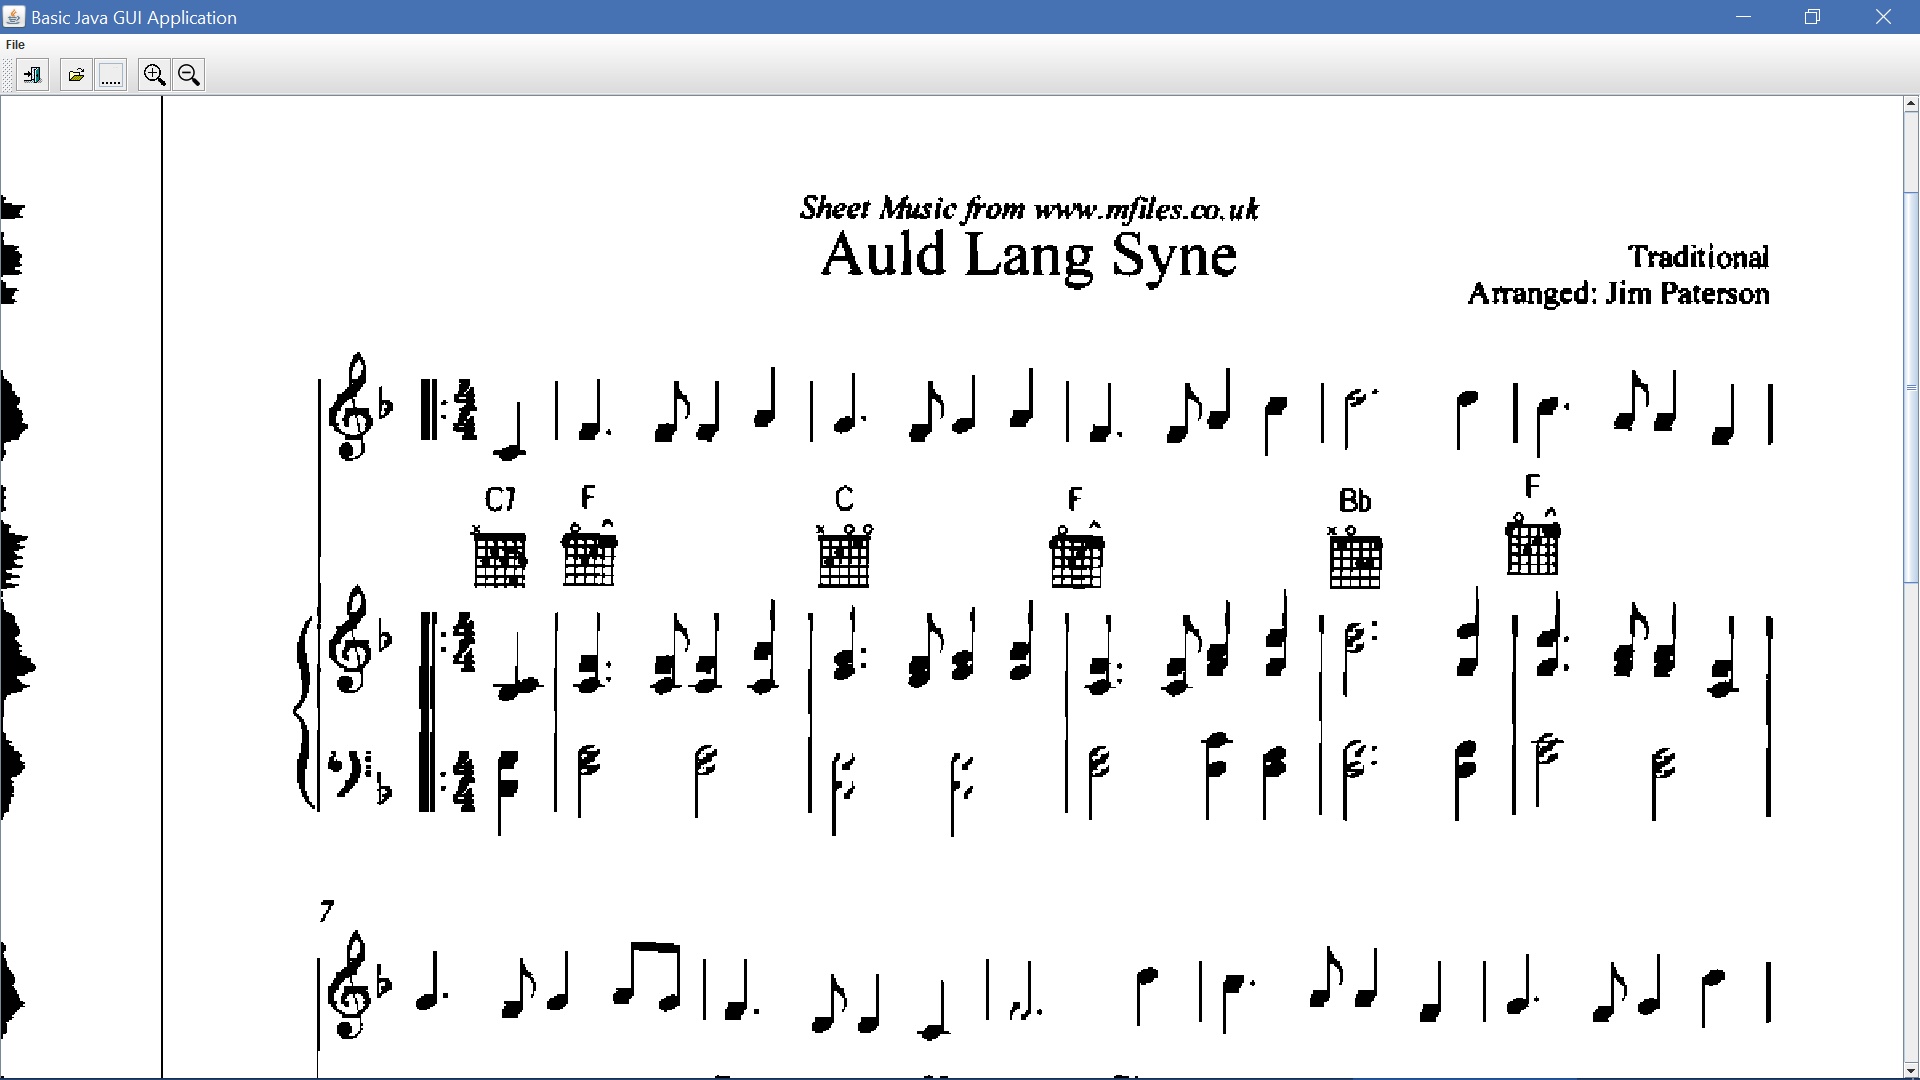 Basic Java GUI Application
File
Sheet Music from www.mfiles.co.uk
Auld Lang Syne
Traditional
Arranged: Jim Paterson
C7 F C F Bb F
7